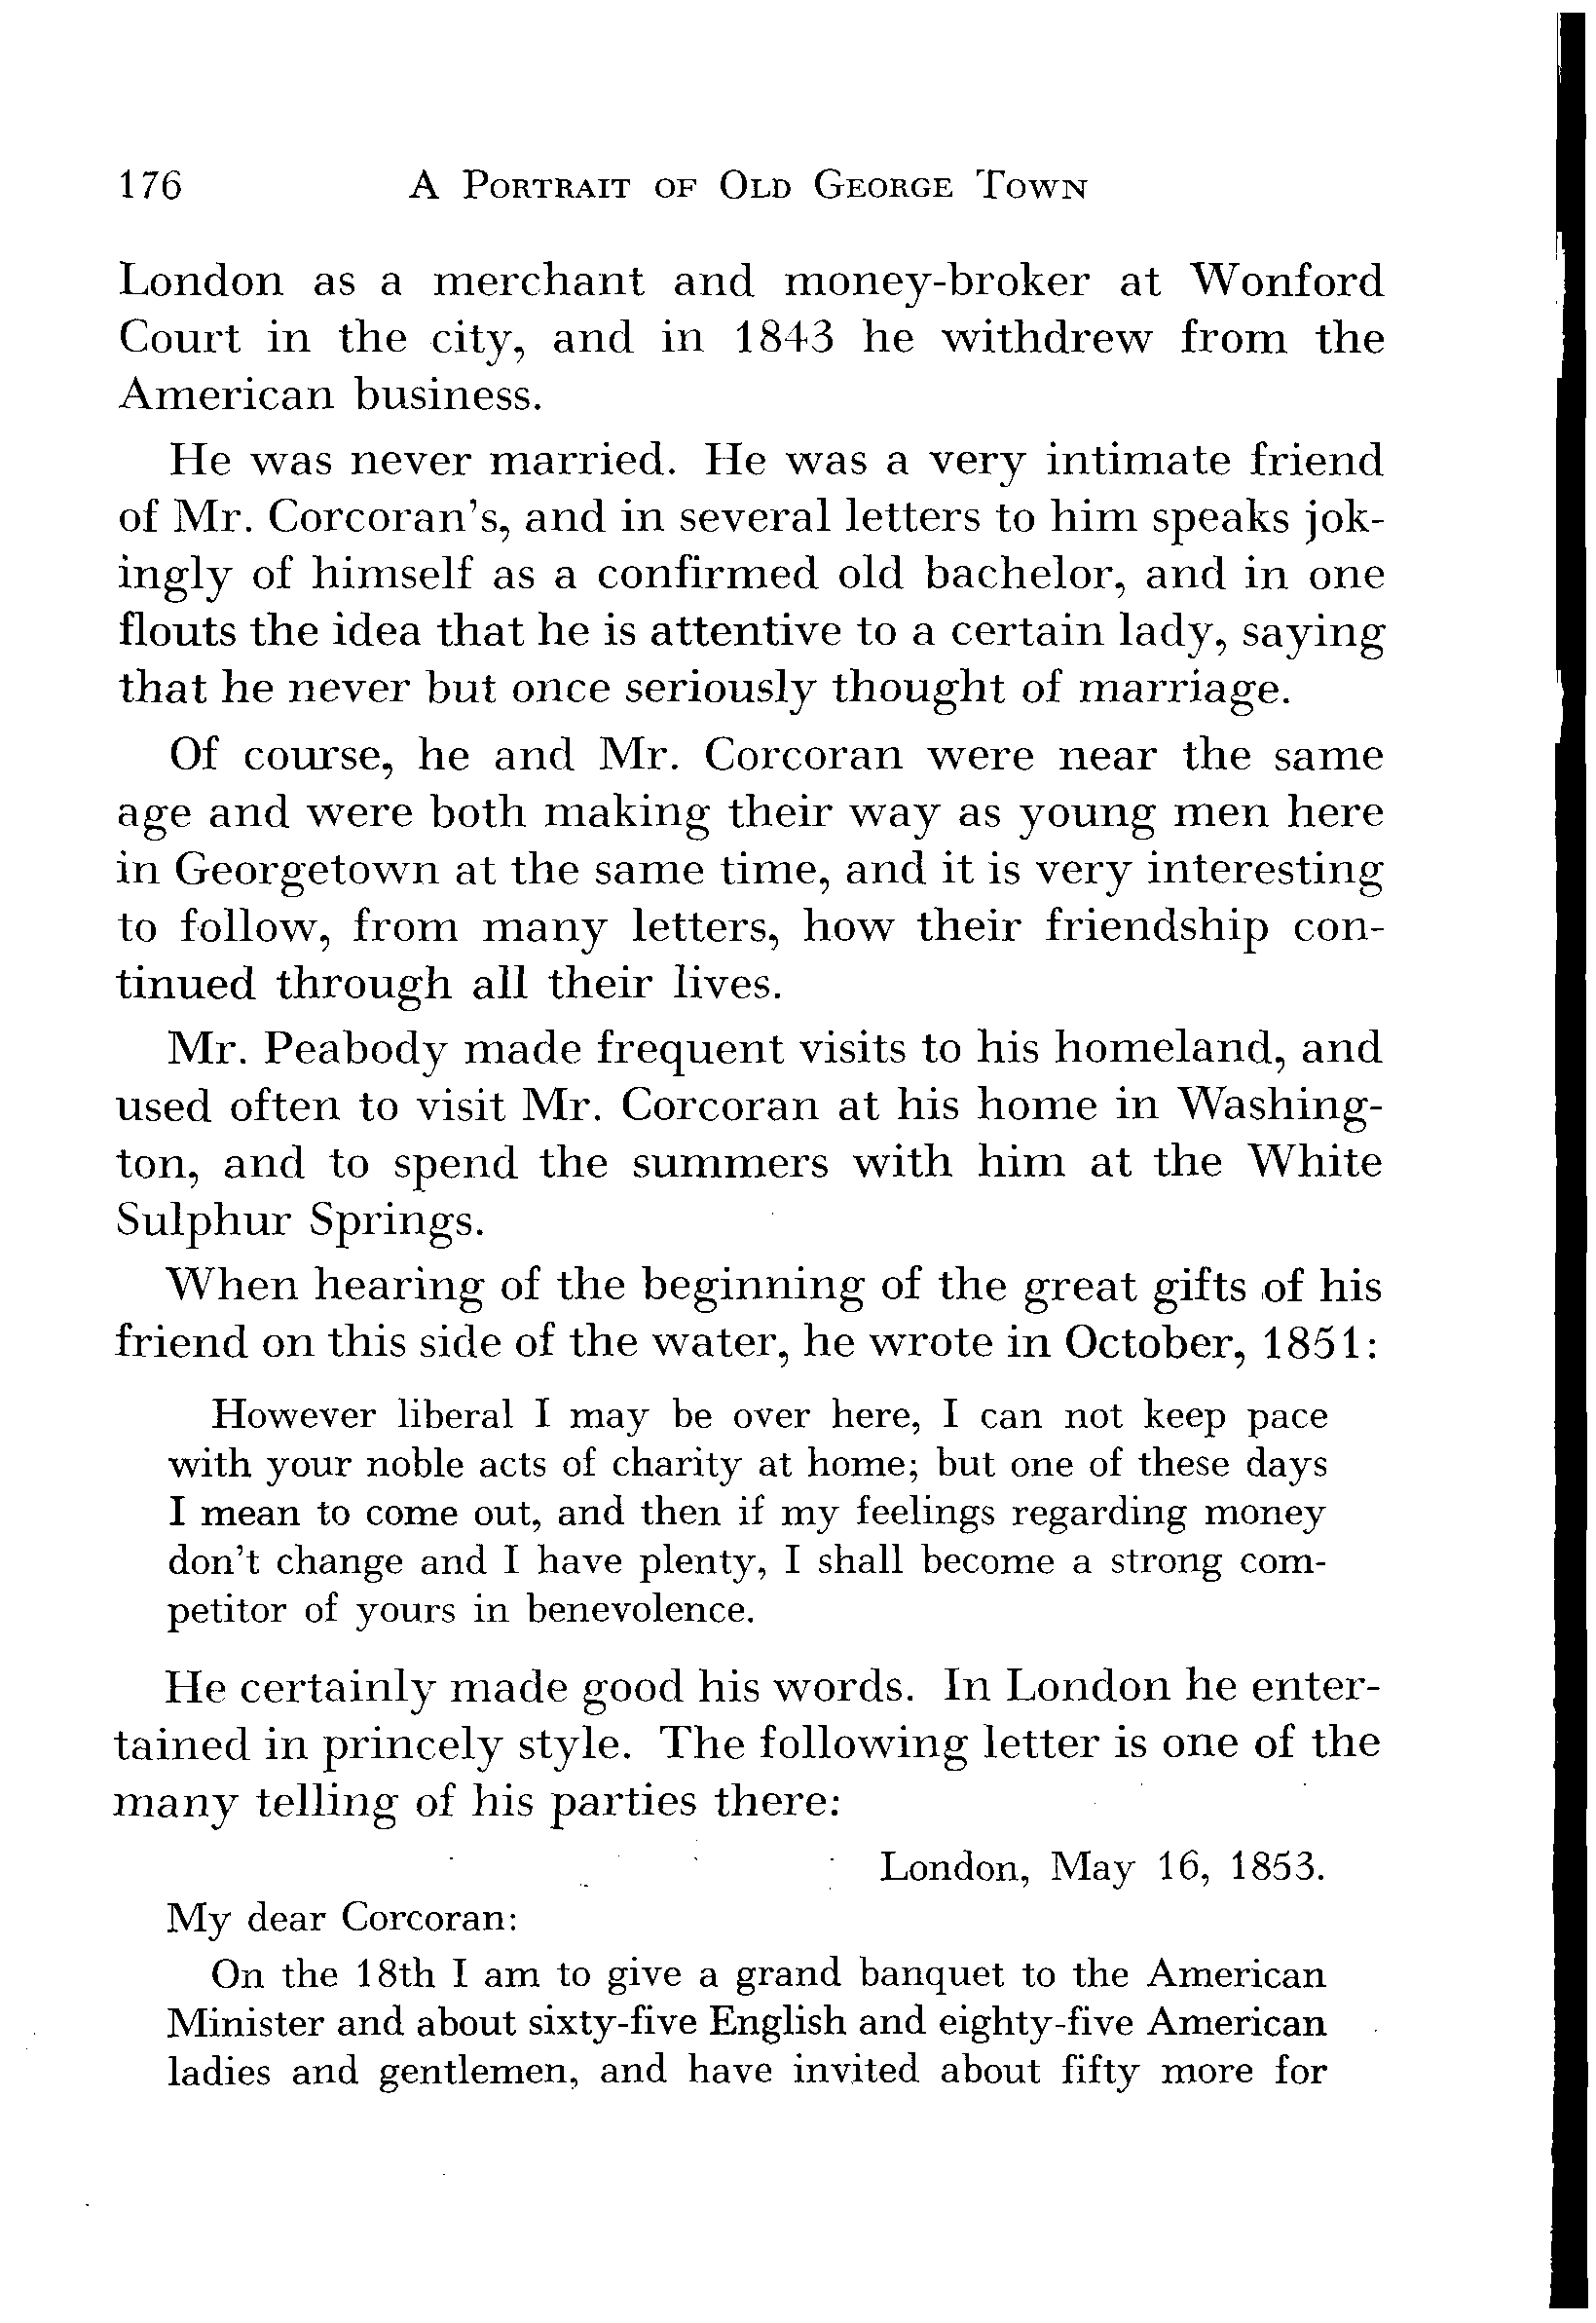 176 A PORTRAIT OF OLD GEORGE TOWN
London as a merchant and money-broker at Wonford
Court in the city, and in 1843 he withdrew from the
American business.
He was never married. He was a very intimate friend
of Mr. Corcoran's, and in several letters to him speaks jok-
ingly of himself as a confirmed old bachelor, and in one
flouts the idea that he is attentive to a certain lady, saying
that he never but once seriously thought of marriage.
Of course, he and Mr. Corcoran were near the same
age and were both making their way as young men here
in Georgetown at the same time, and it is very interesting
to follow, from many letters, how their friendship con-
tinued through all their lives.
Mr. Peabody made frequent visits to his homeland, and
used often to visit Mr. Corcoran at his home in Washing-
ton, and to spend the summers with him at the White
Sulphur Springs.
When hearing of the beginning of the great gifts of his
friend on this side of the water, he wrote in October, 1851:
However liberal I may be over here, I can not keep pace
with your noble acts of charity at home; but one of these days
I mean to come out, and then if my feelings regarding money
don't change and I have plenty, I shall become a strong com-
petitor of yours in benevolence.
He certainly made good his words. In London he enter-
tained in princely style. The following letter is one of the
many telling of his parties there:
London, May 16, 1853.
My dear Corcoran:
On the 18th I am to give a grand banquet to the American
Minister and about sixty-five English and eighty-five American
ladies and gentlemen, and have invited about fifty more for